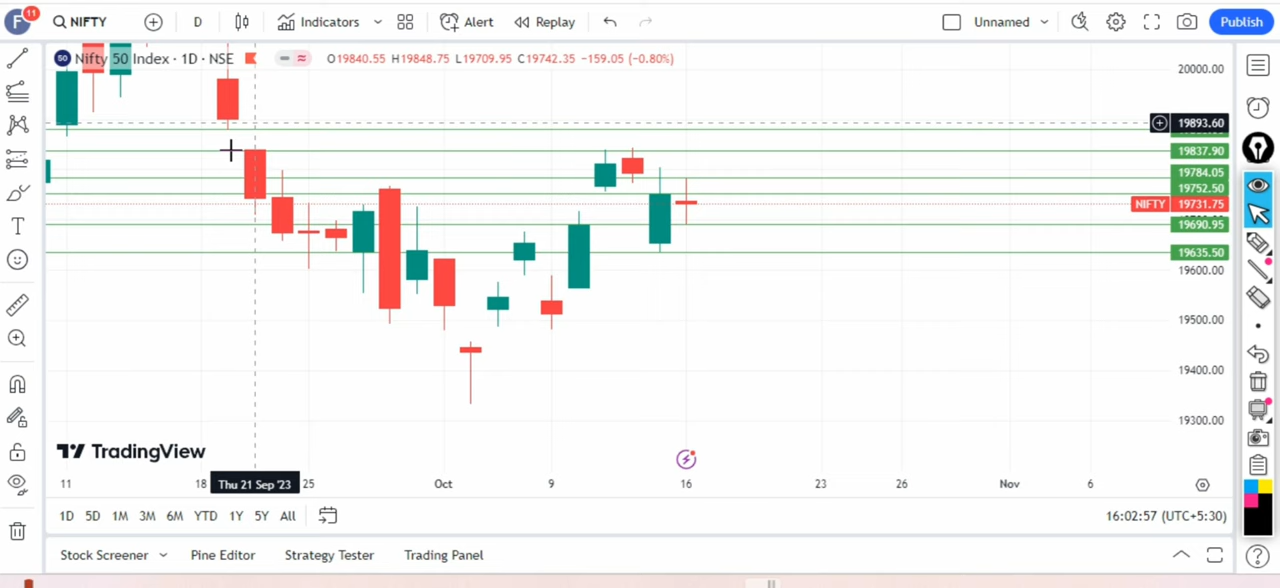 F 11 NIFTY D Indicators Alert Replay Unnamed Publish
50 Nifty 50 Index · 1D · NSE O19840.55 H19848.75 L19709.95 C19742.35 −159.05 (−0.80%)
20000.00
19893.60
19837.90
19784.05
19752.50
NIFTY 19731.75
19690.95
19635.50
19600.00
19500.00
19400.00
19300.00
TradingView
11 18 Thu 21 Sep '23 25 Oct 9 16 23 26 Nov 6
1D 5D 1M 3M 6M YTD 1Y 5Y All 16:02:57 (UTC+5:30)
Stock Screener Pine Editor Strategy Tester Trading Panel